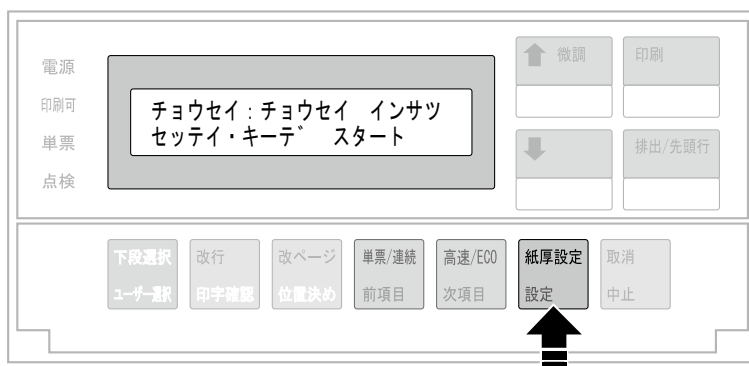 電源
印刷可
単票
点検
チョウセイ：チョウセイ　インサツ
セッテイ・キーデ゛　スタート
微調
印刷
排出/先頭行
下段選択
ユーザー選択
改行
印字確認
改ページ
位置決め
単票/連続
前項目
高速/ECO
次項目
紙厚設定
設定
取消
中止